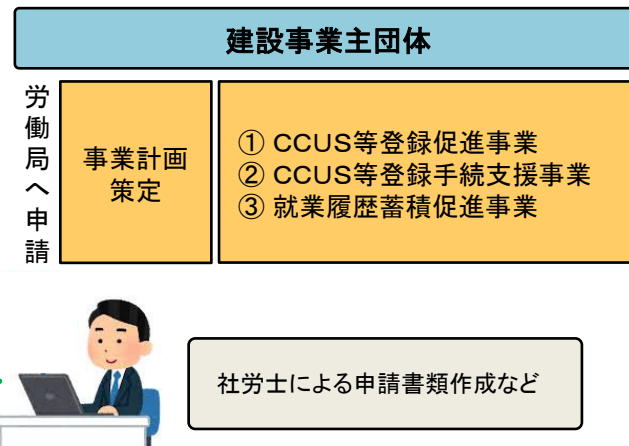 建設事業主団体
労働局へ申請
事業計画
策定
① CCUS等登録促進事業
② CCUS等登録手続支援事業
③ 就業履歴蓄積促進事業
社労士による申請書類作成など